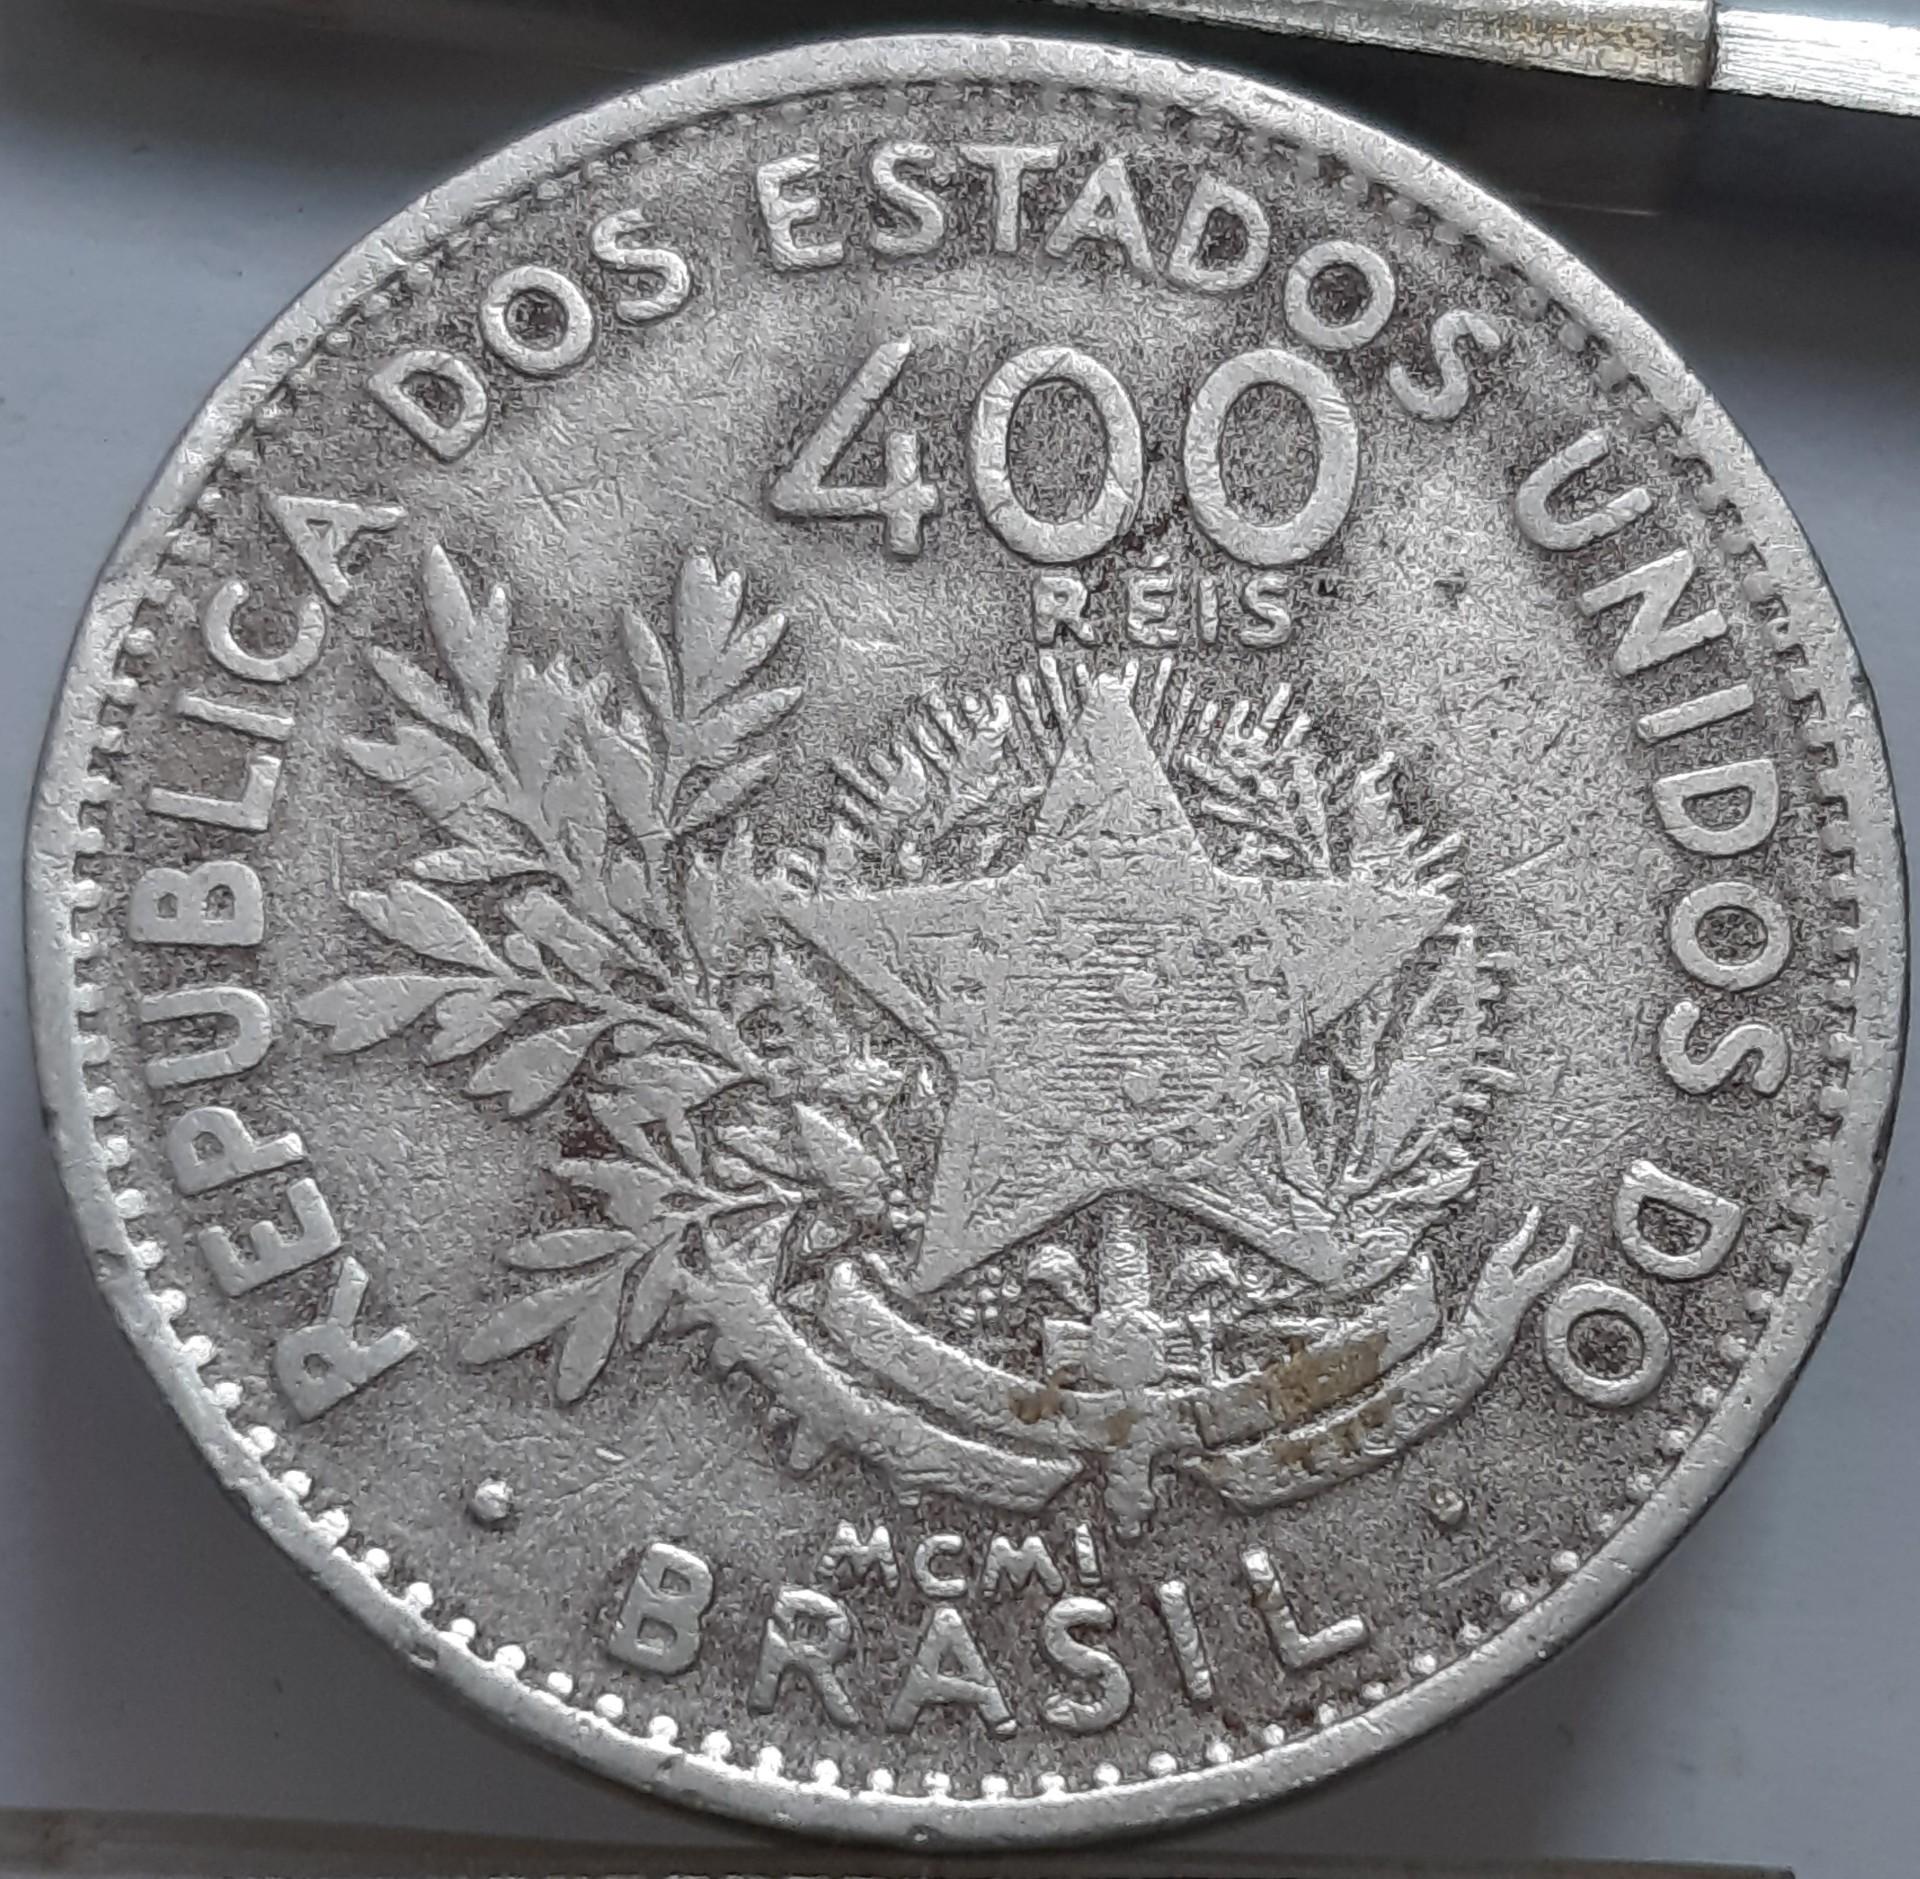 REPUBLICA DOS ESTADOS UNIDOS DO
400
RÉIS
MCMI
BRASIL